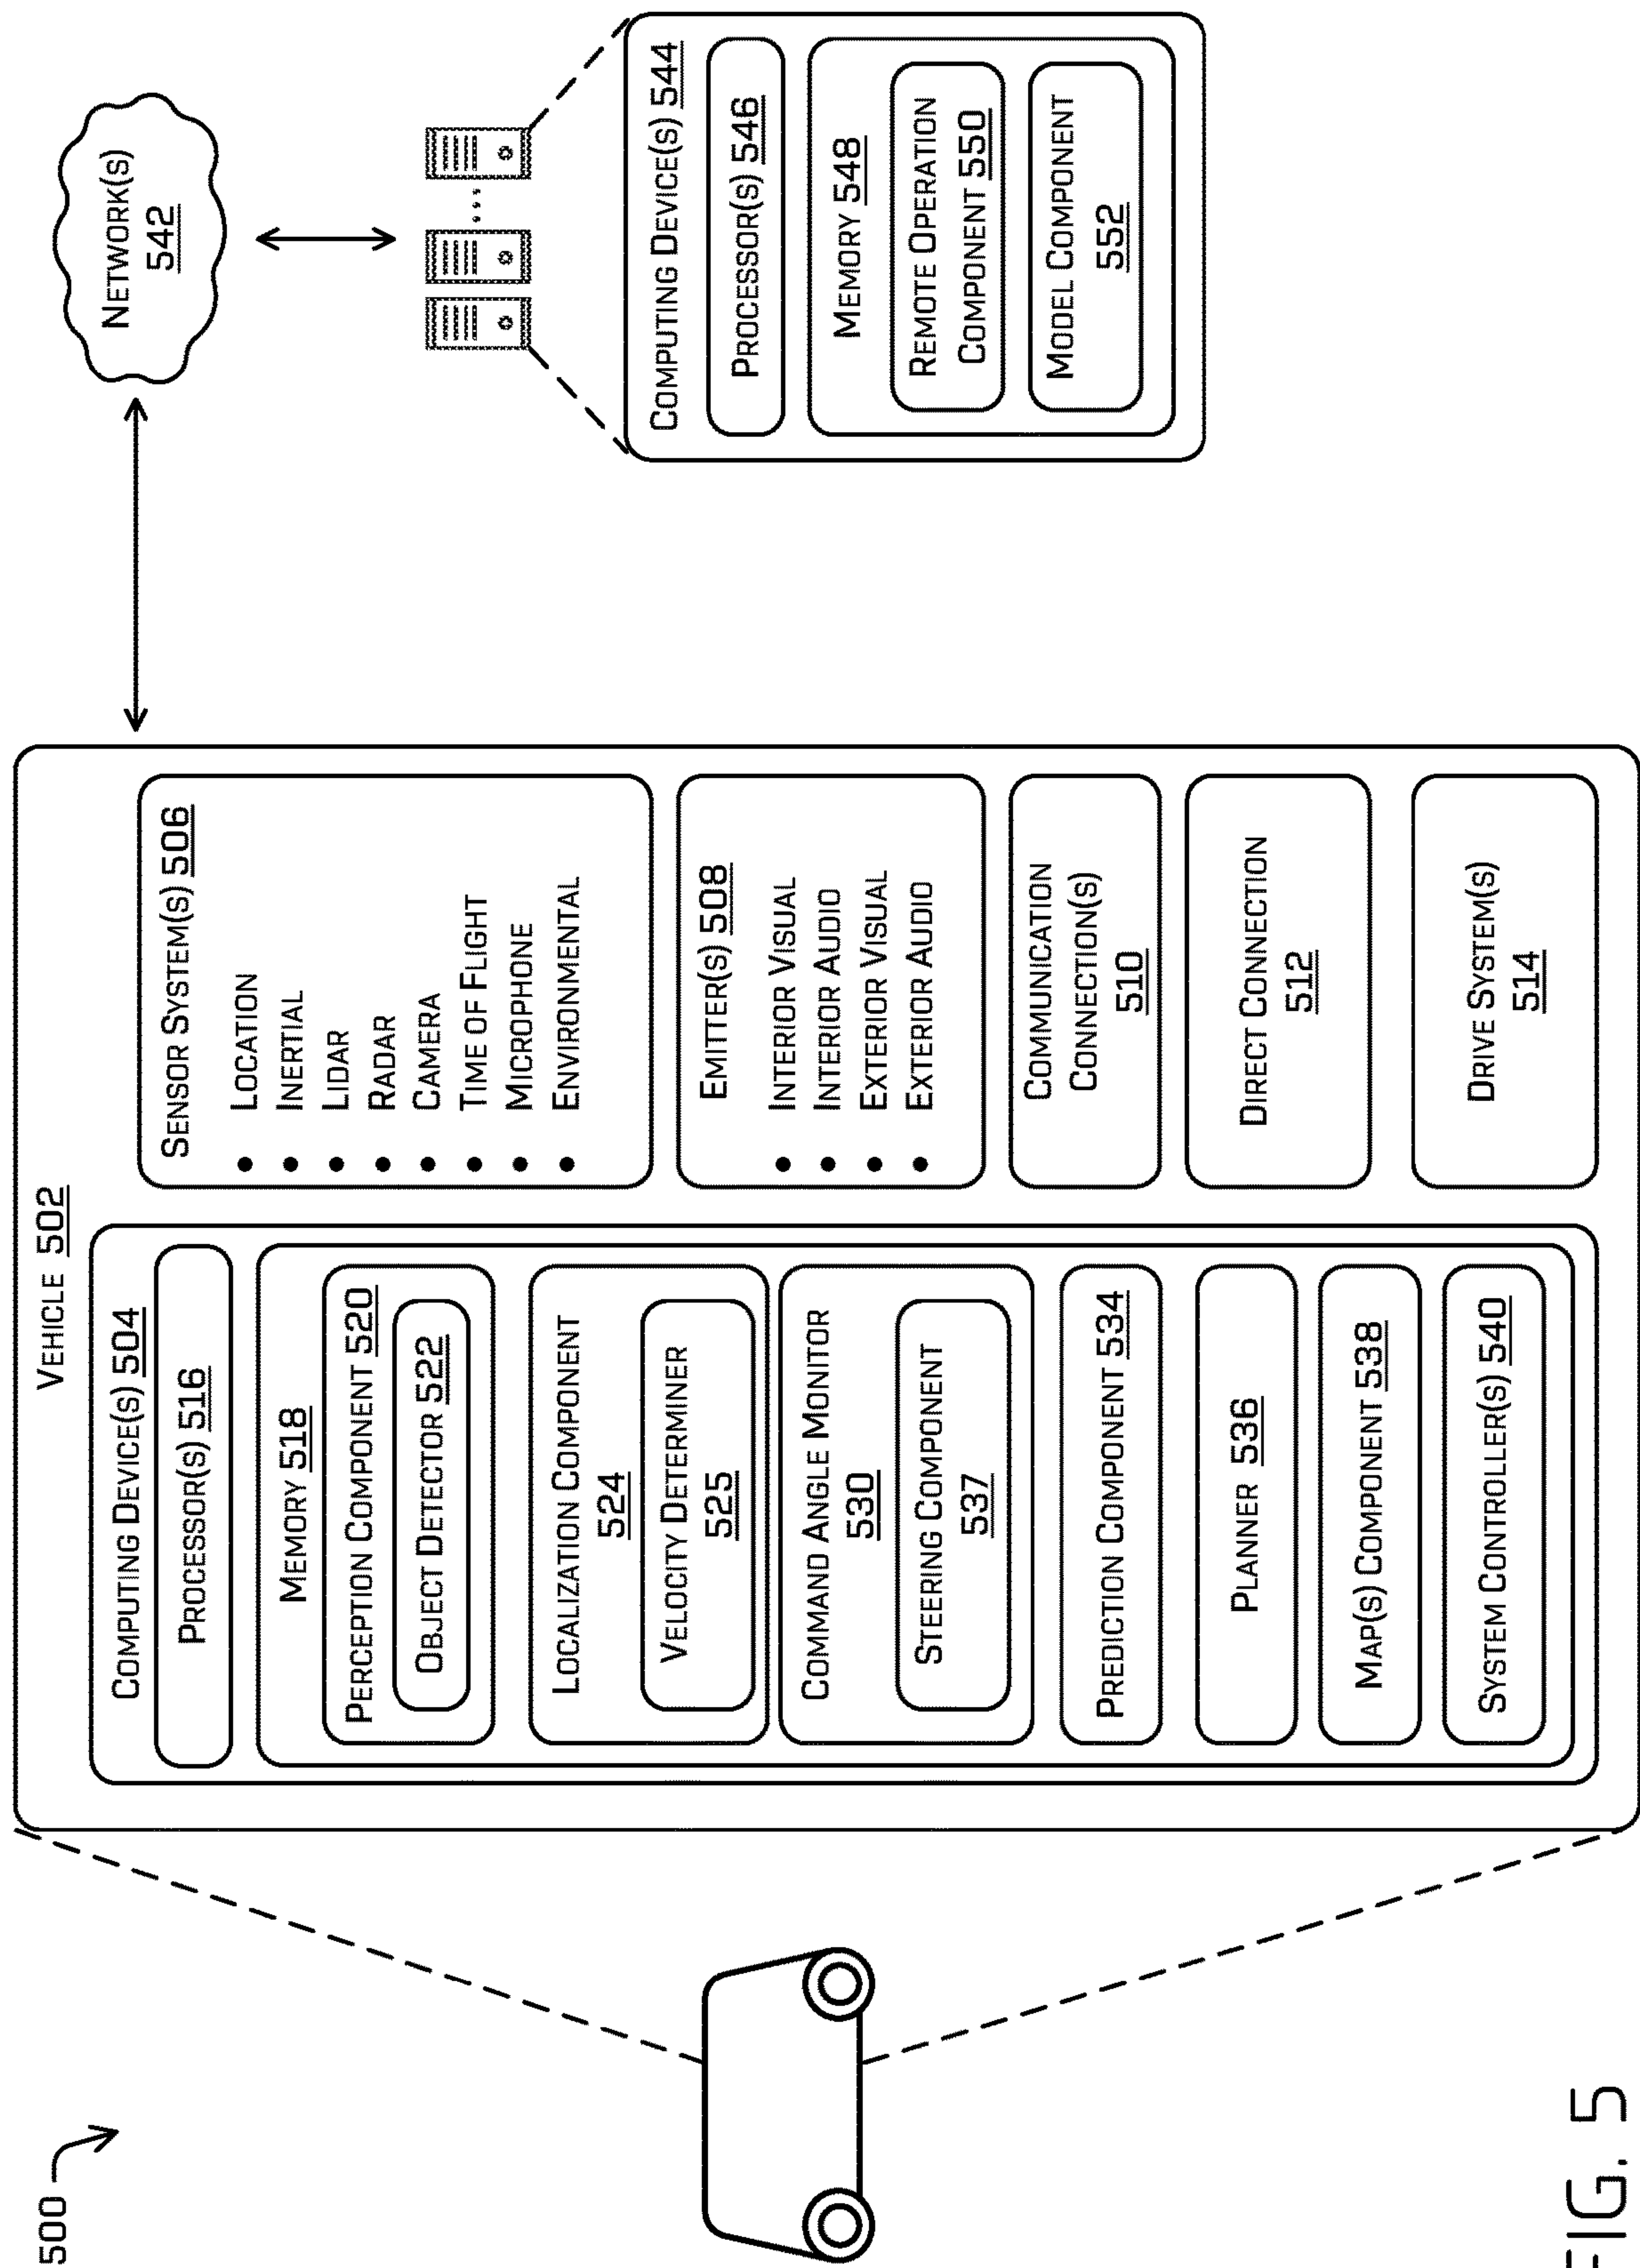 500
VEHICLE 502
COMPUTING DEVICE(S) 504
PROCESSOR(S) 516
MEMORY 518
PERCEPTION COMPONENT 520
OBJECT DETECTOR 522
LOCALIZATION COMPONENT
524
VELOCITY DETERMINER
525
COMMAND ANGLE MONITOR
530
STEERING COMPONENT
537
PREDICTION COMPONENT 534
PLANNER 536
MAP(S) COMPONENT 538
SYSTEM CONTROLLER(S) 540
SENSOR SYSTEM(S) 506
• LOCATION
• INERTIAL
• LIDAR
• RADAR
• CAMERA
• TIME OF FLIGHT
• MICROPHONE
• ENVIRONMENTAL
EMITTER(S) 508
• INTERIOR VISUAL
• INTERIOR AUDIO
• EXTERIOR VISUAL
• EXTERIOR AUDIO
COMMUNICATION
CONNECTION(S)
510
DIRECT CONNECTION
512
DRIVE SYSTEM(S)
514
NETWORK(S)
542
COMPUTING DEVICE(S) 544
PROCESSOR(S) 546
MEMORY 548
REMOTE OPERATION
COMPONENT 550
MODEL COMPONENT
552
FIG. 5